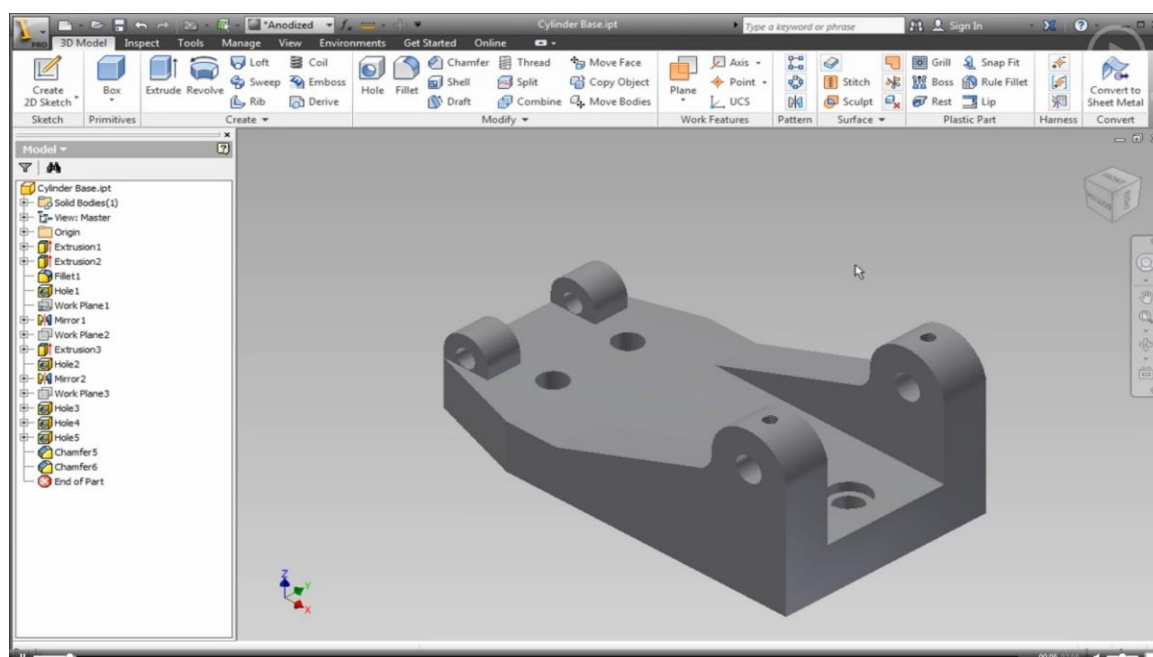 *Anodized
Cylinder Base.ipt
Type a keyword or phrase
Sign In
PRO
3D Model Inspect Tools Manage View Environments Get Started Online
Create 2D Sketch
Box
Extrude Revolve
Loft Coil
Sweep Emboss
Rib Derive
Hole Fillet
Chamfer Thread Move Face
Shell Split Copy Object
Draft Combine Move Bodies
Plane
Axis
Point
UCS
Stitch
Sculpt
Grill Snap Fit
Boss Rule Fillet
Rest Lip
Convert to Sheet Metal
Sketch Primitives Create Modify Work Features Pattern Surface Plastic Part Harness Convert
Model
Cylinder Base.ipt
Solid Bodies(1)
View: Master
Origin
Extrusion1
Extrusion2
Fillet1
Hole1
Work Plane1
Mirror1
Work Plane2
Extrusion3
Hole2
Mirror2
Work Plane3
Hole3
Hole4
Hole5
Chamfer5
Chamfer6
End of Part
FRONT
BOTTOM
RIGHT
Z
Y
X